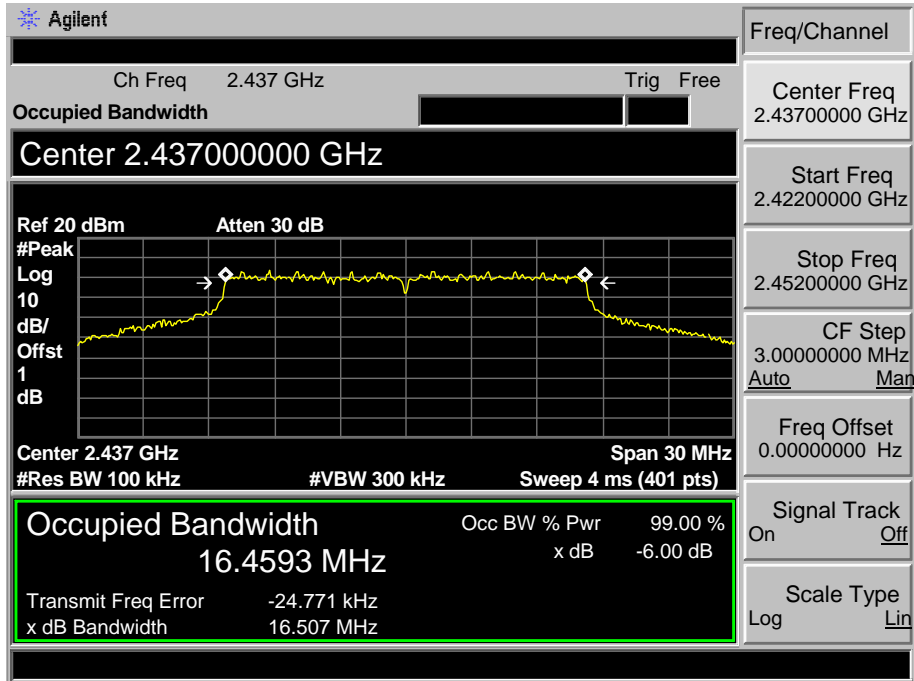 Agilent
Freq/Channel
Ch Freq 2.437 GHz Trig Free
Occupied Bandwidth
Center 2.437000000 GHz
Ref 20 dBm Atten 30 dB
#Peak
Log
10
dB/
Offst
1
dB
Center 2.437 GHz Span 30 MHz
#Res BW 100 kHz #VBW 300 kHz Sweep 4 ms (401 pts)
Occupied Bandwidth
16.4593 MHz
Occ BW % Pwr 99.00 %
x dB -6.00 dB
Transmit Freq Error -24.771 kHz
x dB Bandwidth 16.507 MHz
Center Freq
2.43700000 GHz
Start Freq
2.42200000 GHz
Stop Freq
2.45200000 GHz
CF Step
3.00000000 MHz
Auto Man
Freq Offset
0.00000000 Hz
Signal Track
On Off
Scale Type
Log Lin